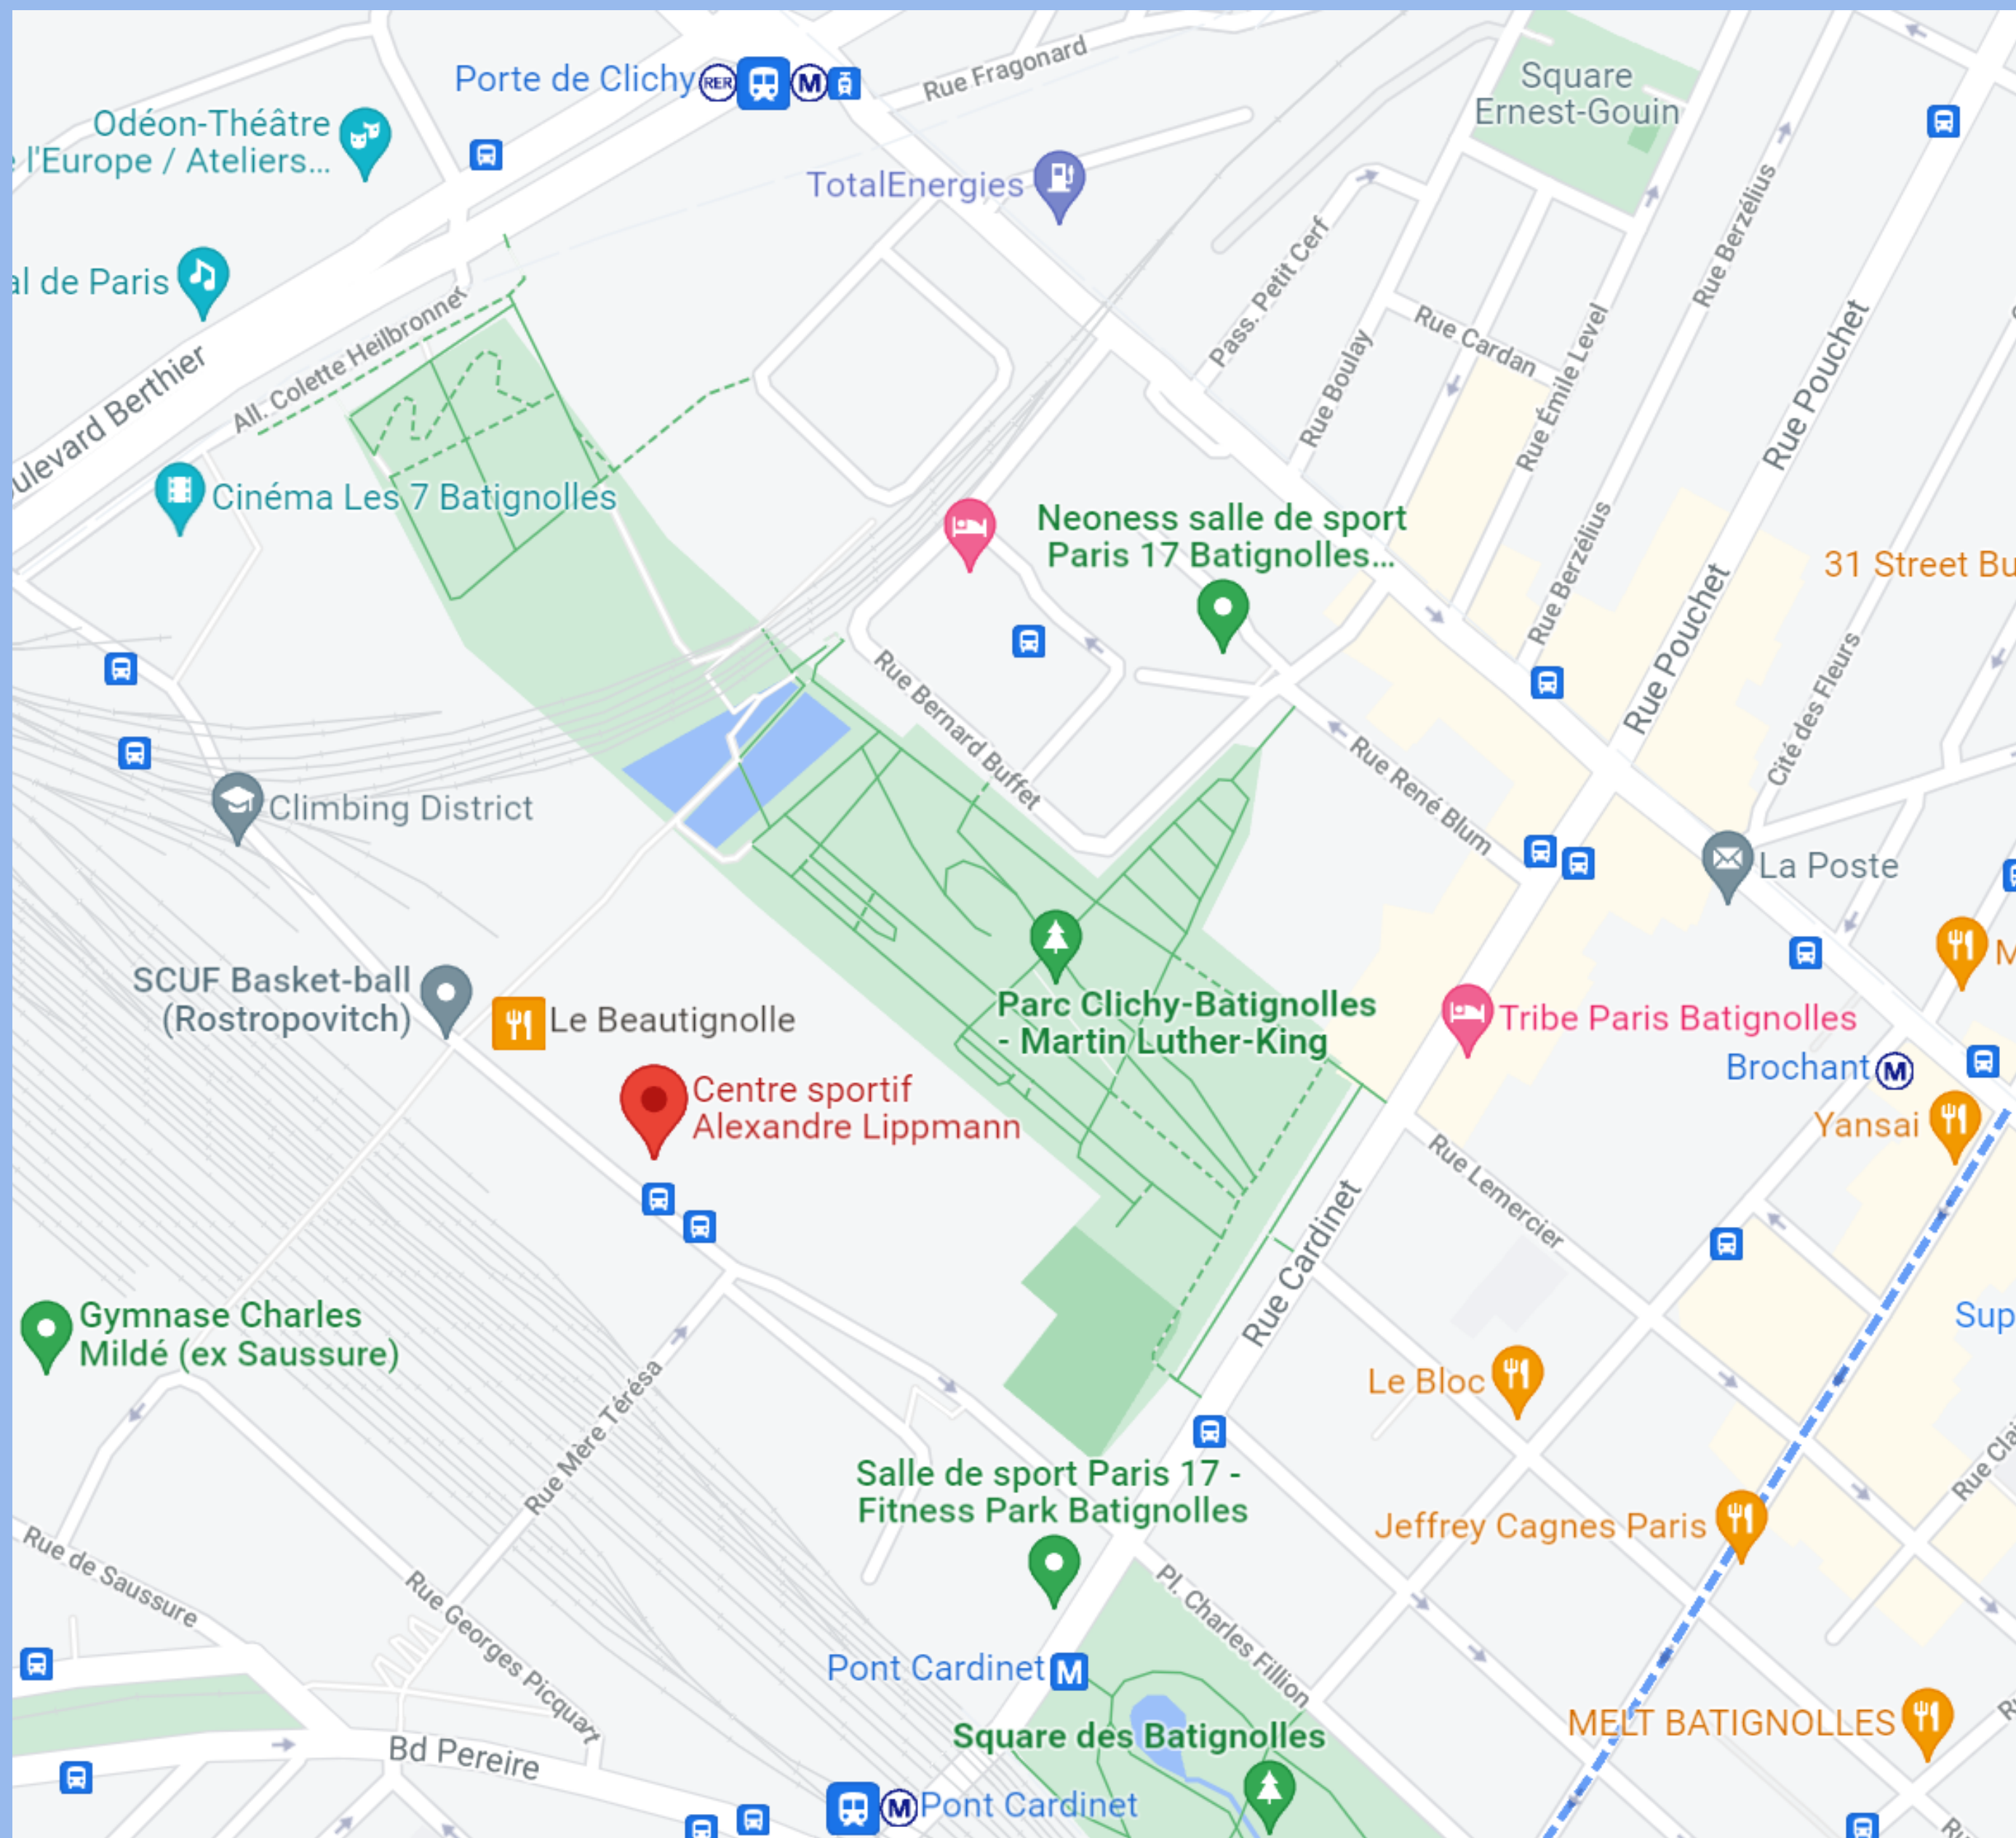 Porte de Clichy
RER
M
Rue Fragonard
Square
Ernest-Gouin
Odéon-Théâtre
l'Europe / Ateliers...
TotalEnergies
Rue Berzélius
Pass. Petit Cerf
al de Paris
All. Colette Heilbronner
Rue Cardan
Rue Boulay
Rue Émile Level
Rue Pouchet
ulevard Berthier
Cinéma Les 7 Batignolles
Neoness salle de sport
Paris 17 Batignolles...
31 Street Bu
Rue Berzélius
Rue Pouchet
Cité des Fleurs
Rue Bernard Buffet
Rue René Blum
Climbing District
La Poste
SCUF Basket-ball
(Rostropovitch)
Le Beautignolle
Parc Clichy-Batignolles
- Martin Luther-King
M
Tribe Paris Batignolles
Brochant
M
Centre sportif
Alexandre Lippmann
Yansai
Rue Lemercier
Rue Cardinet
Gymnase Charles
Mildé (ex Saussure)
Sup
Le Bloc
Rue Mère Térésa
Rue Clai
Salle de sport Paris 17 -
Fitness Park Batignolles
Jeffrey Cagnes Paris
Rue de Saussure
Rue Georges Picquart
Pl. Charles Fillion
Pont Cardinet
M
MELT BATIGNOLLES
Square des Batignolles
Bd Pereire
M
Pont Cardinet